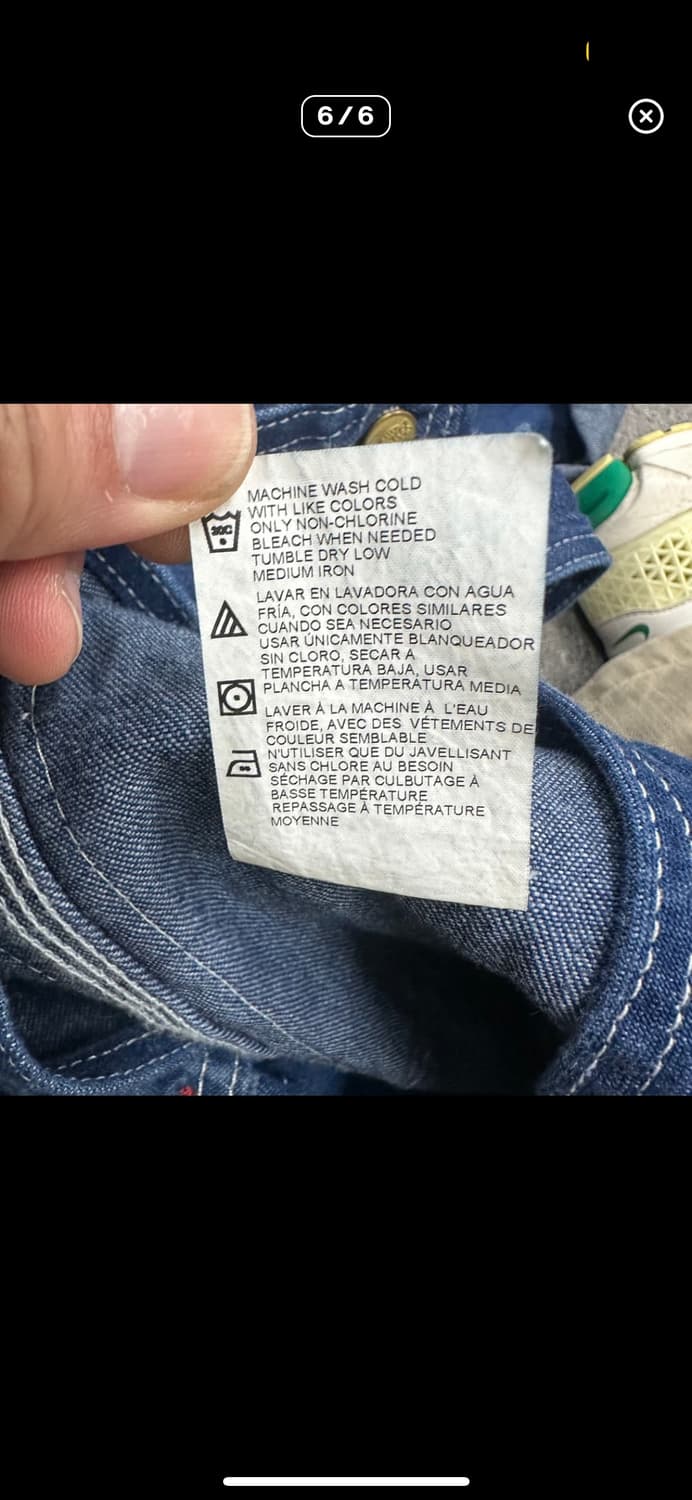 6/6
MACHINE WASH COLD
WITH LIKE COLORS
ONLY NON-CHLORINE
BLEACH WHEN NEEDED
TUMBLE DRY LOW
MEDIUM IRON
30C
LAVAR EN LAVADORA CON AGUA
FRÍA, CON COLORES SIMILARES
CUANDO SEA NECESARIO
USAR ÚNICAMENTE BLANQUEADOR
SIN CLORO, SECAR A
TEMPERATURA BAJA, USAR
PLANCHA A TEMPERATURA MEDIA
LAVER À LA MACHINE À L'EAU
FROIDE, AVEC DES VÉTEMENTS DE
COULEUR SEMBLABLE
N'UTILISER QUE DU JAVELLISANT
SANS CHLORE AU BESOIN
SÉCHAGE PAR CULBUTAGE À
BASSE TEMPÉRATURE
REPASSAGE À TEMPÉRATURE
MOYENNE